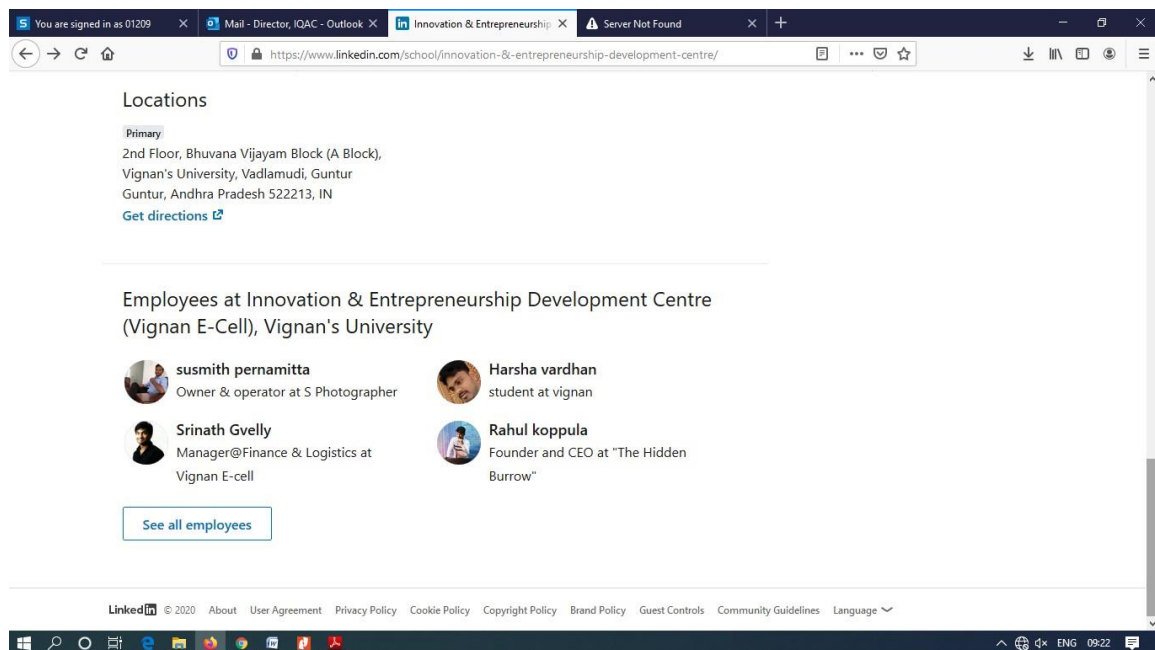 You are signed in as 01209
Mail - Director, IQAC - Outlook
Innovation & Entrepreneurship
Server Not Found
https://www.linkedin.com/school/innovation-&-entrepreneurship-development-centre/
Locations
Primary
2nd Floor, Bhuvana Vijayam Block (A Block),
Vignan's University, Vadlamudi, Guntur
Guntur, Andhra Pradesh 522213, IN
Get directions
Employees at Innovation & Entrepreneurship Development Centre
(Vignan E-Cell), Vignan's University
susmith pernamitta
Owner & operator at S Photographer
Harsha vardhan
student at vignan
Srinath Gvelly
Manager@Finance & Logistics at
Vignan E-cell
Rahul koppula
Founder and CEO at "The Hidden
Burrow"
See all employees
LinkedIn © 2020 About User Agreement Privacy Policy Cookie Policy Copyright Policy Brand Policy Guest Controls Community Guidelines Language
ENG 09:22